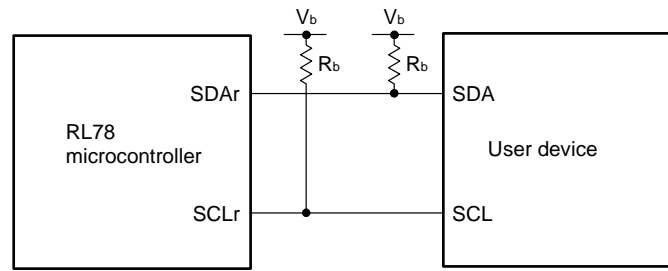 Vb Vb
Rb Rb
SDAr SDA
RL78
microcontroller
User device
SCLr SCL